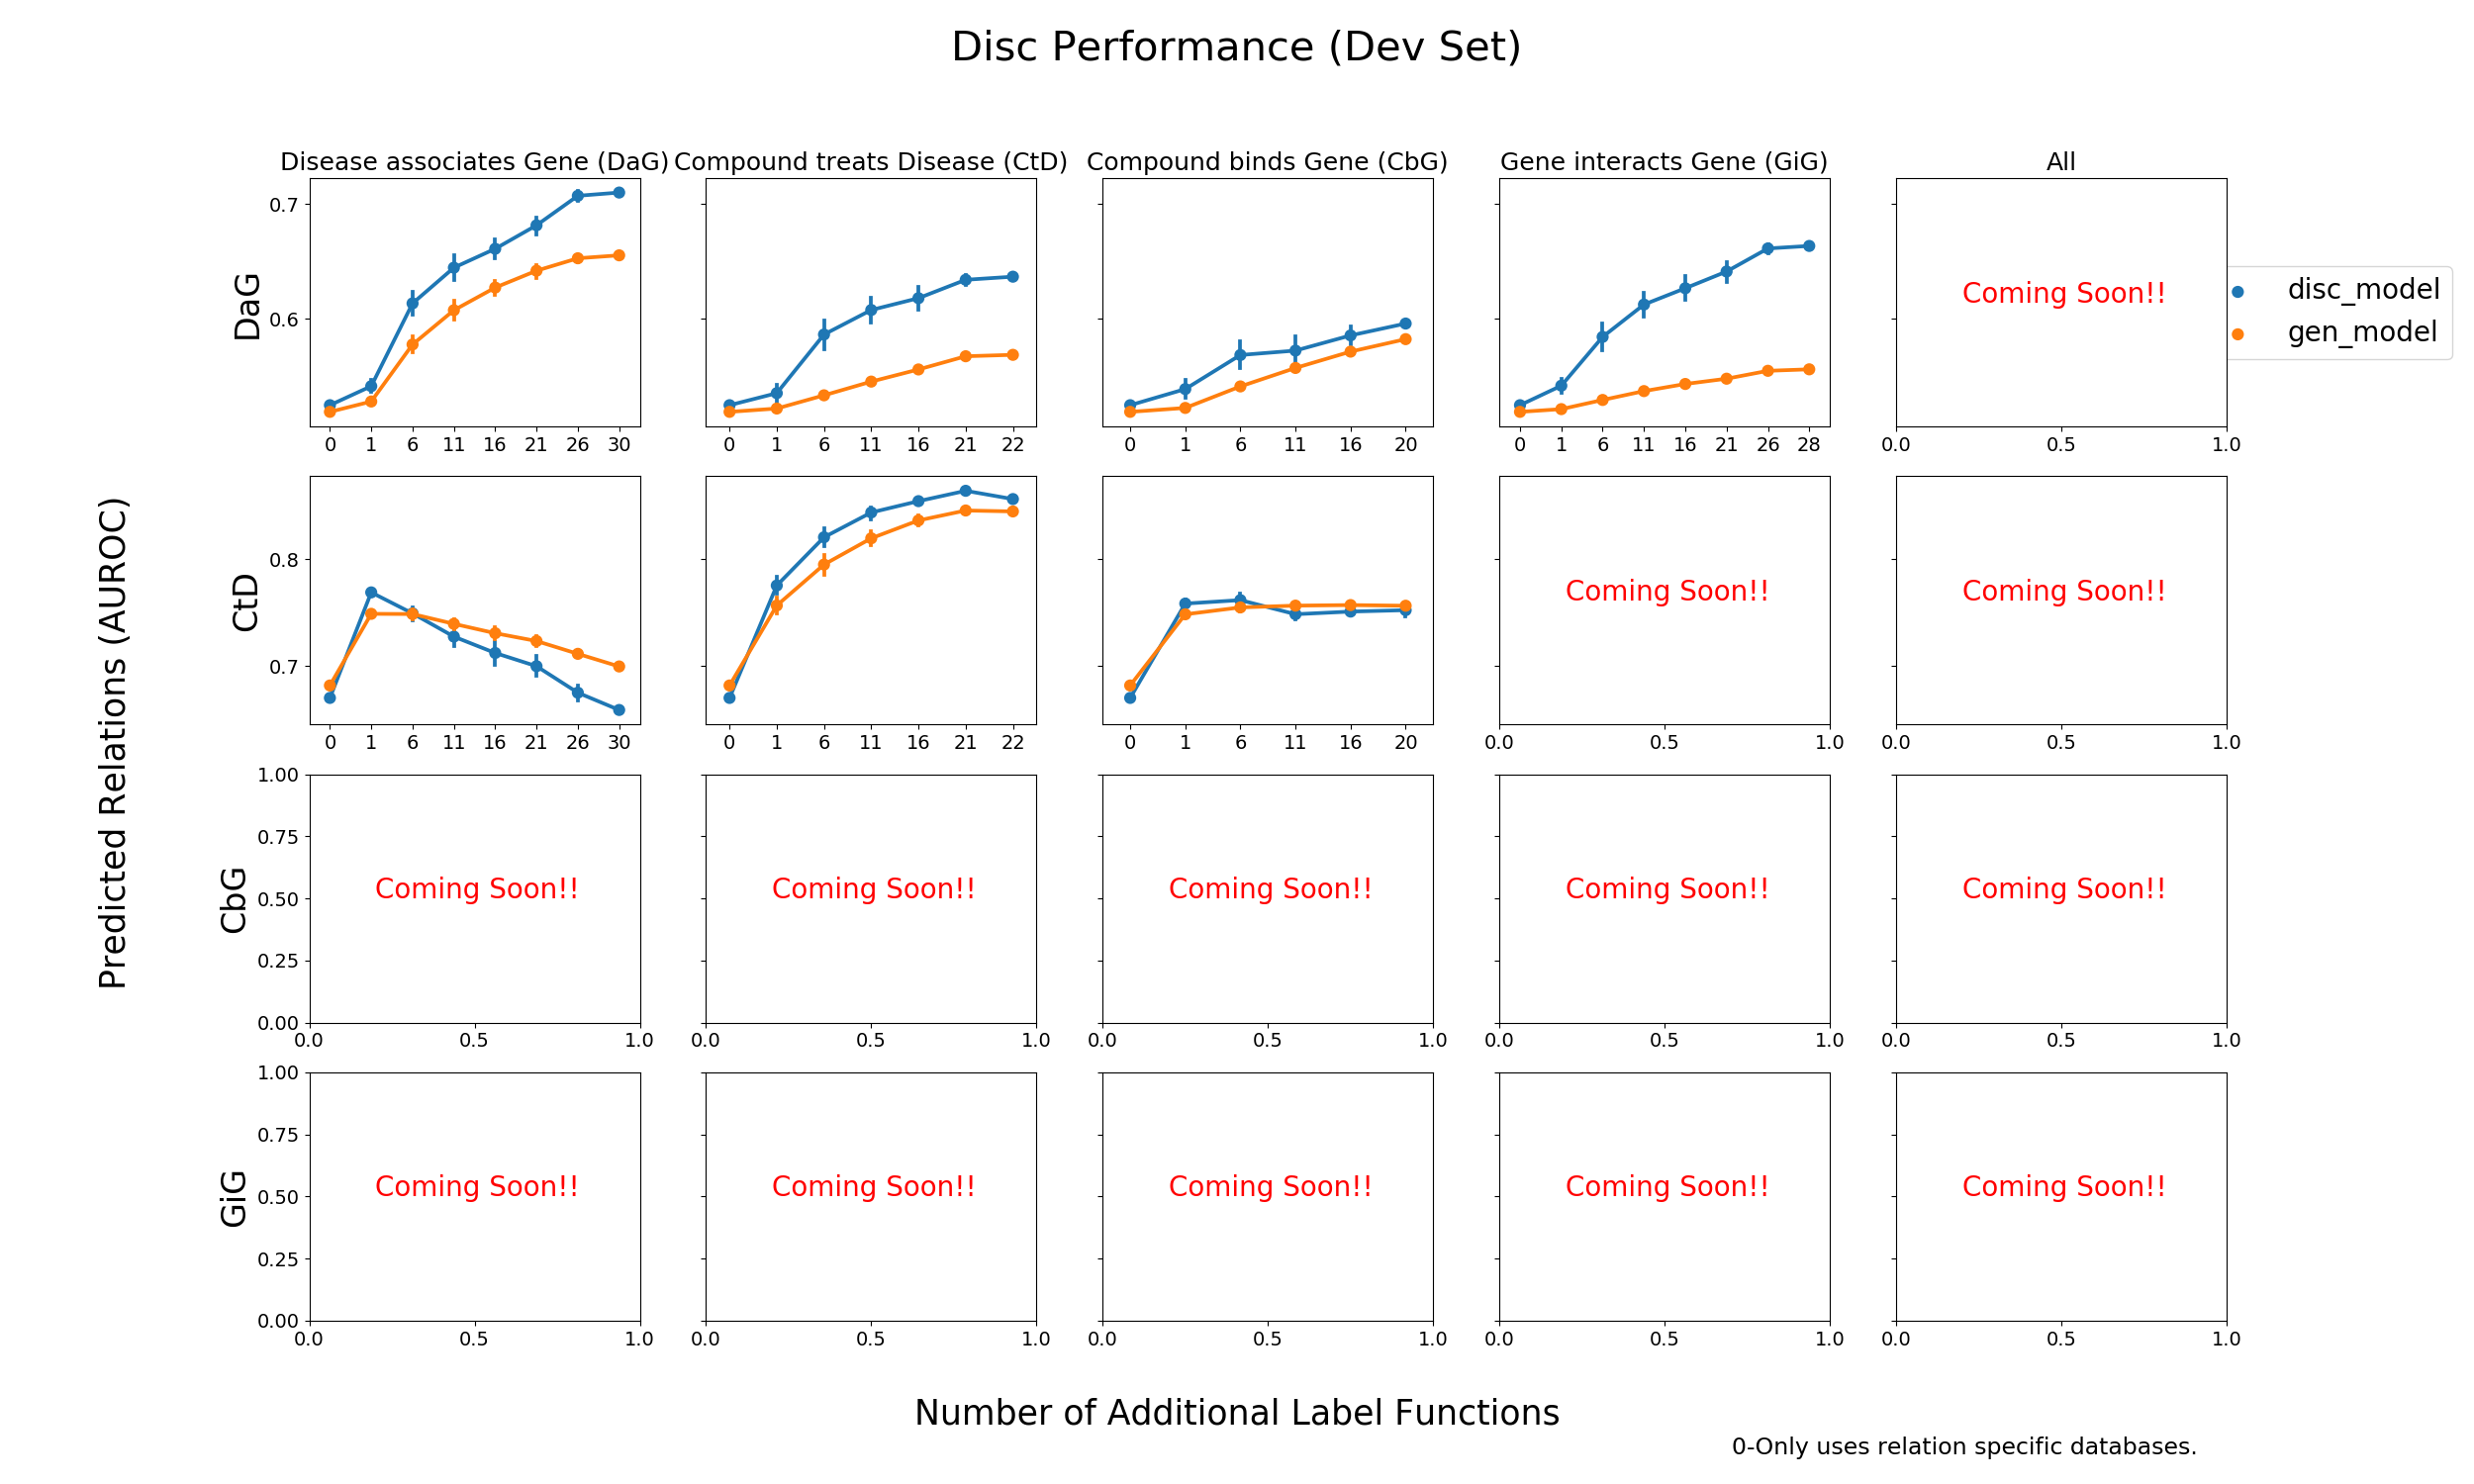 Disc Performance (Dev Set)
Disease associates Gene (DaG) Compound treats Disease (CtD) Compound binds Gene (CbG) Gene interacts Gene (GiG) All
0.7
0.6
DaG
Coming Soon!!
disc_model
gen_model
0 1 6 11 16 21 26 30 0 1 6 11 16 21 22 0 1 6 11 16 20 0 1 6 11 16 21 26 28 0.0 0.5 1.0
Predicted Relations (AUROC)
0.8
0.7
CtD
Coming Soon!! Coming Soon!!
0 1 6 11 16 21 26 30 0 1 6 11 16 21 22 0 1 6 11 16 20 0.0 0.5 1.0 0.0 0.5 1.0
1.00
0.75
0.50
0.25
0.00
CbG
Coming Soon!! Coming Soon!! Coming Soon!! Coming Soon!! Coming Soon!!
0.0 0.5 1.0 0.0 0.5 1.0 0.0 0.5 1.0 0.0 0.5 1.0 0.0 0.5 1.0
1.00
0.75
0.50
0.25
0.00
GiG
Coming Soon!! Coming Soon!! Coming Soon!! Coming Soon!! Coming Soon!!
0.0 0.5 1.0 0.0 0.5 1.0 0.0 0.5 1.0 0.0 0.5 1.0 0.0 0.5 1.0
Number of Additional Label Functions
0-Only uses relation specific databases.